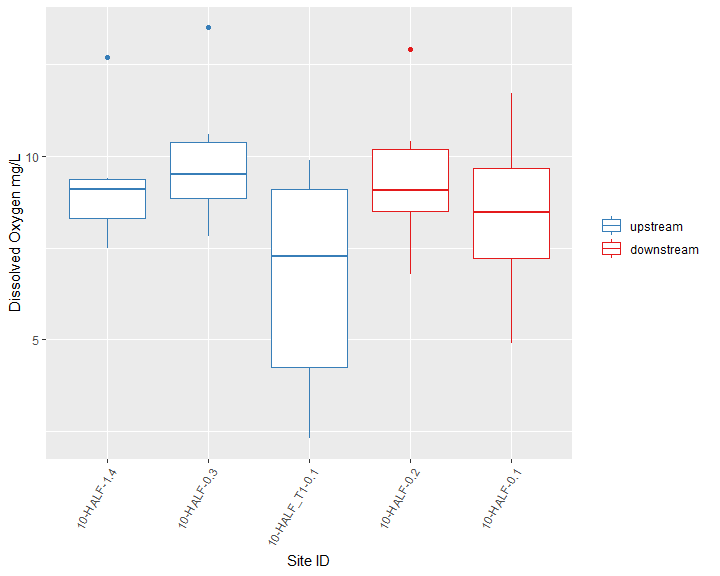 Dissolved Oxygen mg/L
10
5
10-HALF-1.4
10-HALF-0.3
10-HALF_T1-0.1
10-HALF-0.2
10-HALF-0.1
Site ID
upstream
downstream